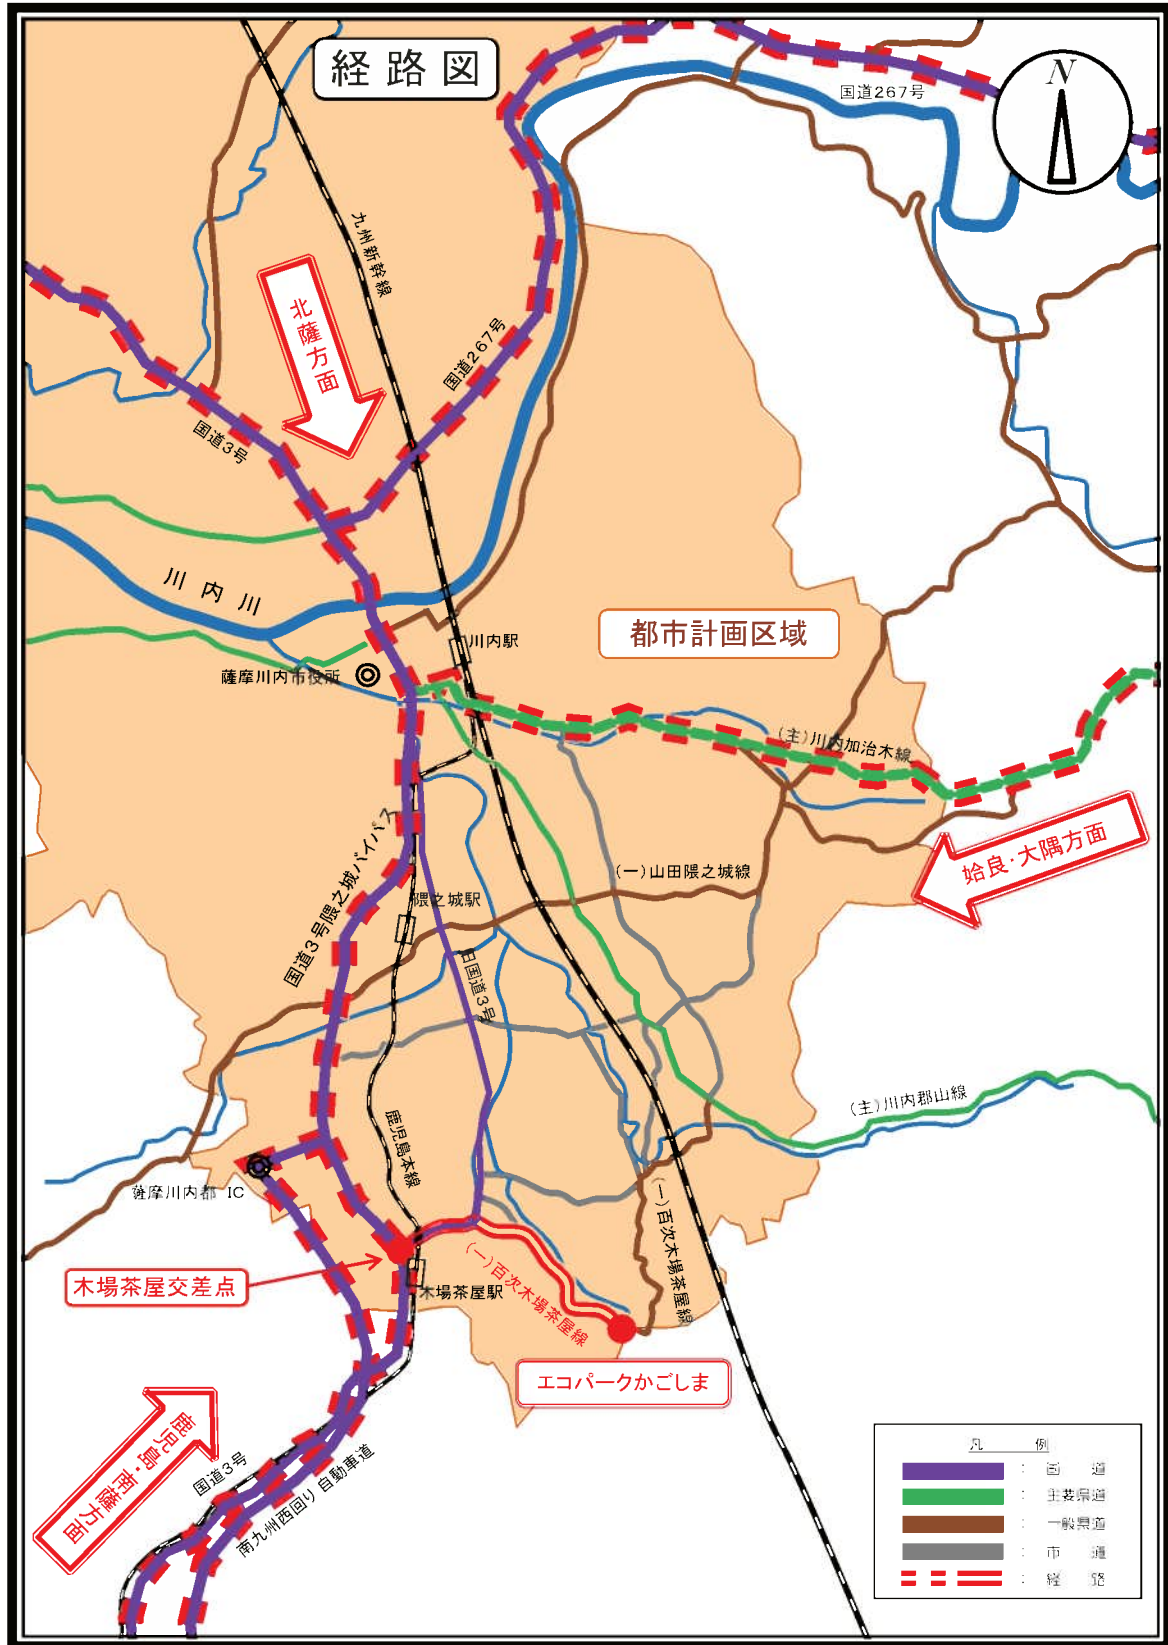 経路図
N
国道267号
九州新幹線
北薩方面
国道267号
国道3号
川内川
都市計画区域
川内駅
薩摩川内市役所
(主)川内加治木線
姶良・大隅方面
国道3号隈之城バイパス
(一)山田隈之城線
隈之城駅
旧国道3号
(主)川内郡山線
鹿児島本線
薩摩川内都 IC
(一)百次木場茶屋線
木場茶屋交差点
木場茶屋駅
(一)百次木場茶屋線
エコパークかごしま
鹿児島・南薩方面
国道3号
南九州西回り自動車道
凡例
：国道
：主要県道
：一般県道
：市道
：経路